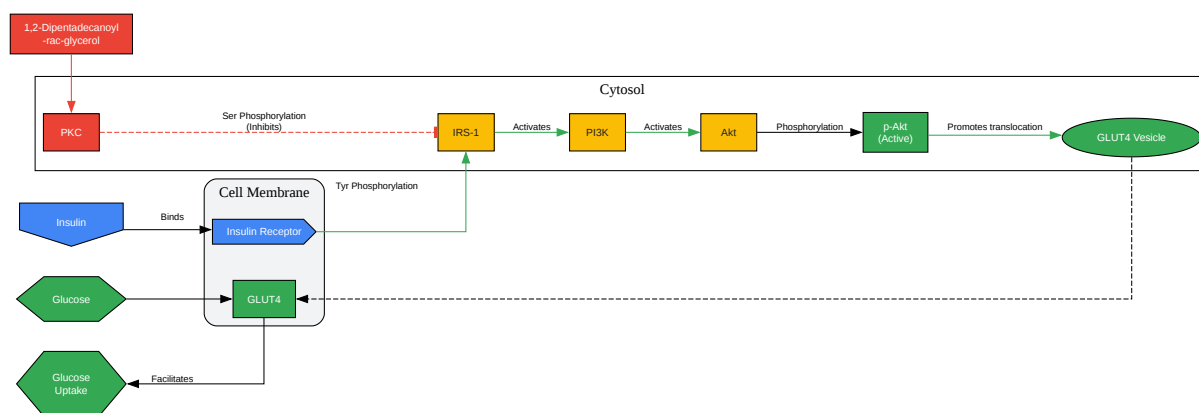 1,2-Dipentadecanoyl
-rac-glycerol
Cytosol
PKC
Ser Phosphorylation
(Inhibits)
IRS-1
Activates
PI3K
Activates
Akt
Phosphorylation
p-Akt
(Active)
Promotes translocation
GLUT4 Vesicle
Cell Membrane
Tyr Phosphorylation
Insulin
Binds
Insulin Receptor
Glucose
GLUT4
Glucose
Uptake
Facilitates